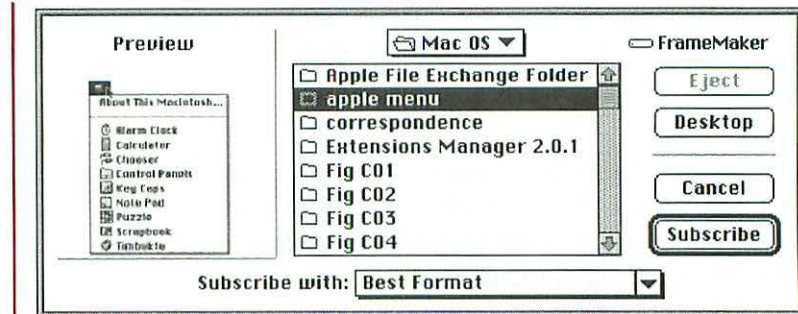 Preview
About This Macintosh...
Alarm Clock
Calculator
Chooser
Control Panels
Key Caps
Note Pad
Puzzle
Scrapbook
Timbukto
Mac OS
Apple File Exchange Folder
apple menu
correspondence
Extensions Manager 2.0.1
Fig C01
Fig C02
Fig C03
Fig C04
FrameMaker
Eject
Desktop
Cancel
Subscribe
Subscribe with: Best Format